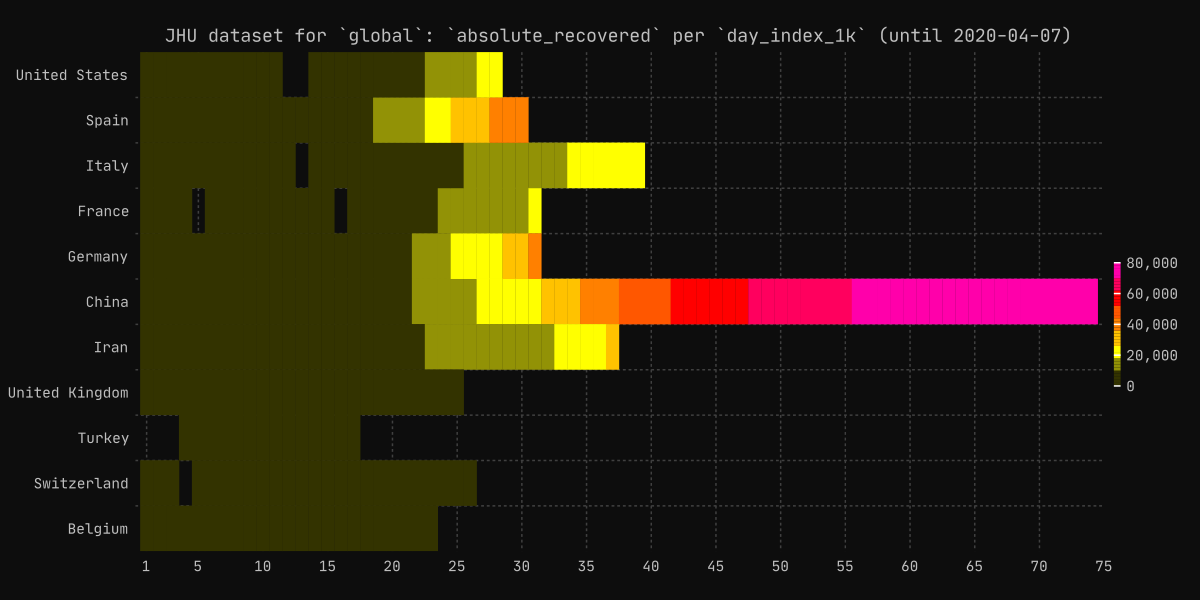 JHU dataset for `global`: `absolute_recovered` per `day_index_1k` (until 2020-04-07)
United States
Spain
Italy
France
Germany
China
Iran
United Kingdom
Turkey
Switzerland
Belgium
80,000
60,000
40,000
20,000
0
1 5 10 15 20 25 30 35 40 45 50 55 60 65 70 75